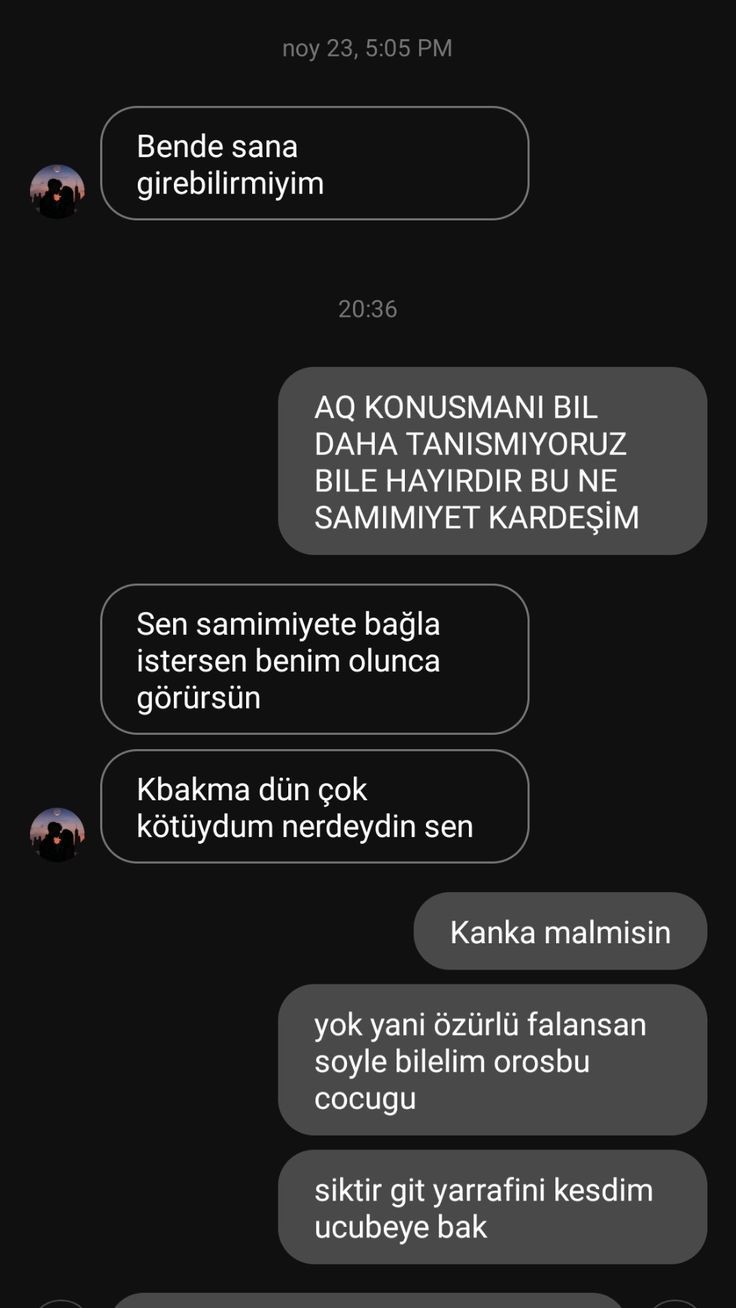 noy 23, 5:05 PM
Bende sana
girebilirmiyim
20:36
AQ KONUSMANI BIL
DAHA TANISMIYORUZ
BILE HAYIRDIR BU NE
SAMIMIYET KARDEŞİM
Sen samimiyete bağla
istersen benim olunca
görürsün
Kbakma dün çok
kötüydum nerdeydin sen
Kanka malmisin
yok yani özürlü falansan
soyle bilelim orosbu
cocugu
siktir git yarrafini kesdim
ucubeye bak